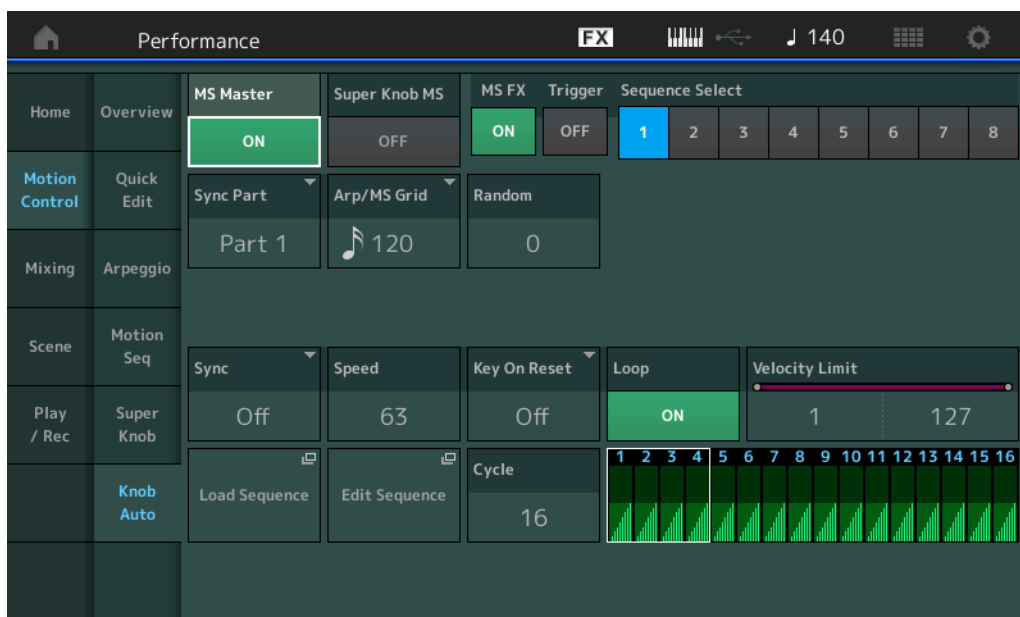 Performance FX 140
Home Overview MS Master Super Knob MS MS FX Trigger Sequence Select
ON OFF ON OFF 1 2 3 4 5 6 7 8
Motion Control Quick Edit Sync Part Arp/MS Grid Random
Part 1 120 0
Mixing Arpeggio
Scene Motion Seq Sync Speed Key On Reset Loop Velocity Limit
Play / Rec Super Knob Off 63 Off ON 1 127
Knob Auto Load Sequence Edit Sequence Cycle 1 2 3 4 5 6 7 8 9 10 11 12 13 14 15 16
16